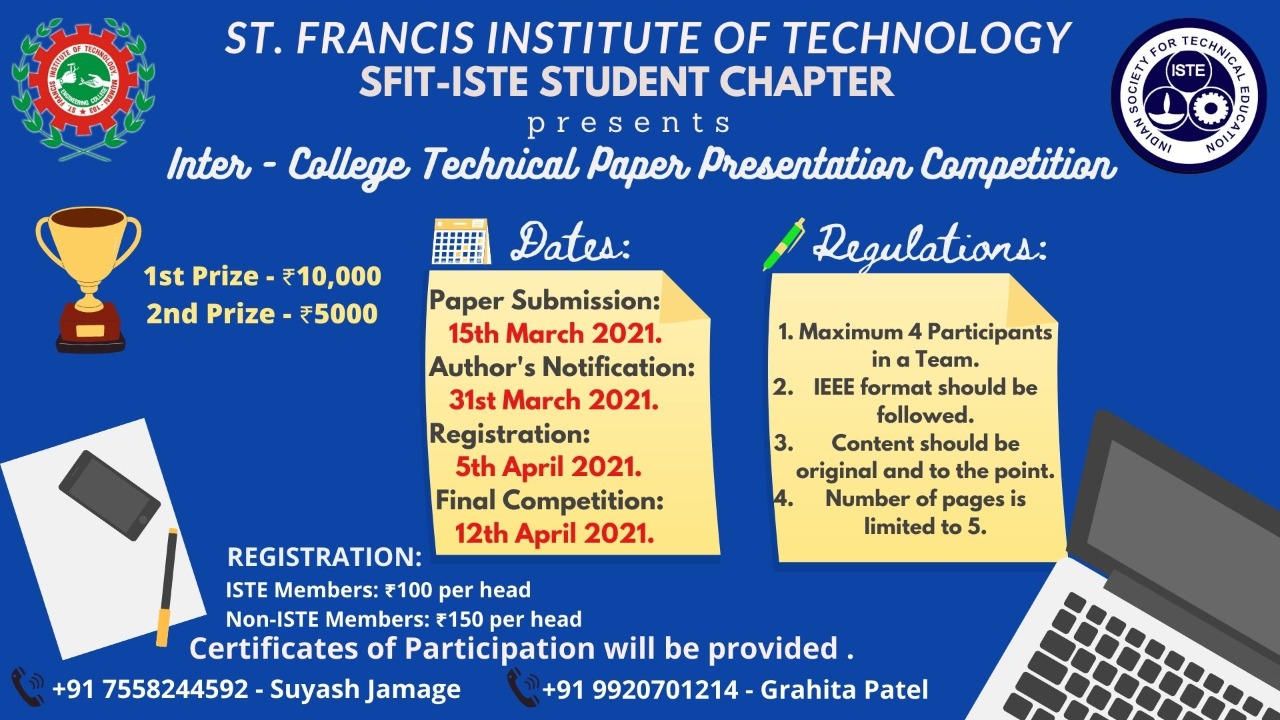 ST. FRANCIS INSTITUTE OF TECHNOLOGY
SFIT-ISTE STUDENT CHAPTER
presents
Inter - College Technical Paper Presentation Competition
INDIAN SOCIETY FOR TECHNICAL EDUCATION
ISTE
1st Prize - ₹10,000
2nd Prize - ₹5000
Dates:
Paper Submission:
15th March 2021.
Author's Notification:
31st March 2021.
Registration:
5th April 2021.
Final Competition:
12th April 2021.
Regulations:
1. Maximum 4 Participants
in a Team.
2. IEEE format should be
followed.
3. Content should be
original and to the point.
4. Number of pages is
limited to 5.
REGISTRATION:
ISTE Members: ₹100 per head
Non-ISTE Members: ₹150 per head
Certificates of Participation will be provided .
+91 7558244592 - Suyash Jamage
+91 9920701214 - Grahita Patel